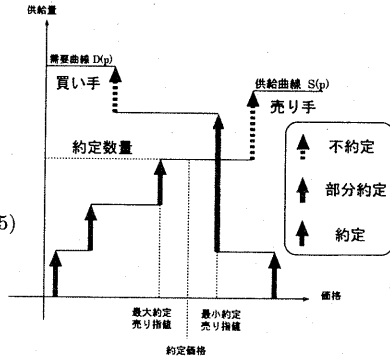 供給量
需要曲線 D(p)
買い手
供給曲線 S(p)
売り手
約定数量
不約定
部分約定
約定
5)
価格
最大約定
売り指値
最小約定
売り指値
約定価格